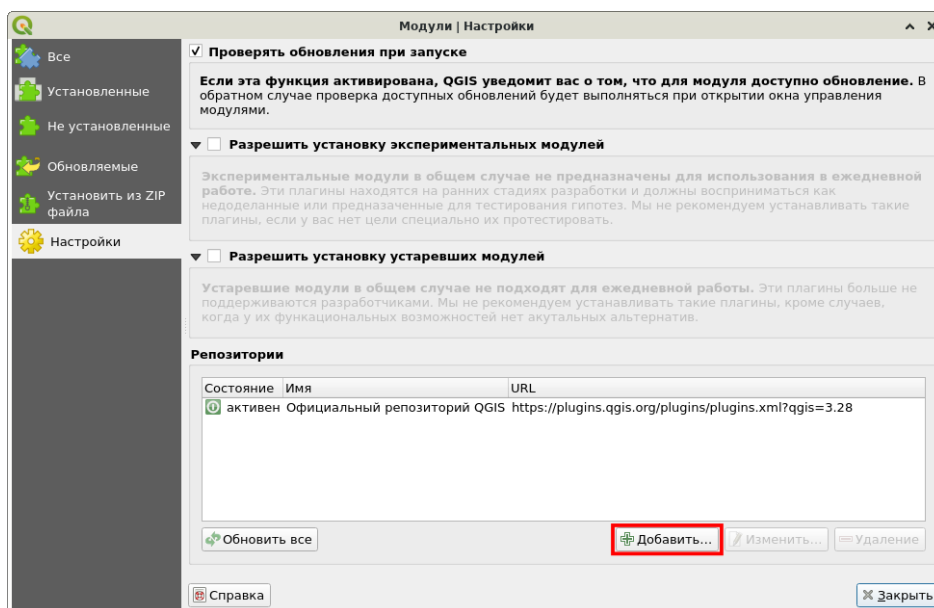 Модули | Настройки
Все
Установленные
Не установленные
Обновляемые
Установить из ZIP
файла
Настройки
Проверять обновления при запуске
Если эта функция активирована, QGIS уведомит вас о том, что для модуля доступно обновление. В
обратном случае проверка доступных обновлений будет выполняться при открытии окна управления
модулями.
Разрешить установку экспериментальных модулей
Экспериментальные модули в общем случае не предназначены для использования в ежедневной
работе. Эти плагины находятся на ранних стадиях разработки и должны восприниматься как
недоделанные или предназаченные для тестирования гипотез. Мы не рекомендуем устанавливать такие
плагины, если у вас нет цели специально их протестировать.
Разрешить установку устаревших модулей
Устаревшие модули в общем случае не подходят для ежедневной работы. Эти плагины больше не
поддерживаются разработчиками. Мы не рекомендуем устанавливать такие плагины, кроме случаев,
когда у их функциональных возможностей нет акутальных альтернатив.
Репозитории
Состояние Имя URL
активен Официальный репозиторий QGIS https://plugins.qgis.org/plugins/plugins.xml?qgis=3.28
Обновить все Добавить... Изменить... Удаление
Справка Закрыть